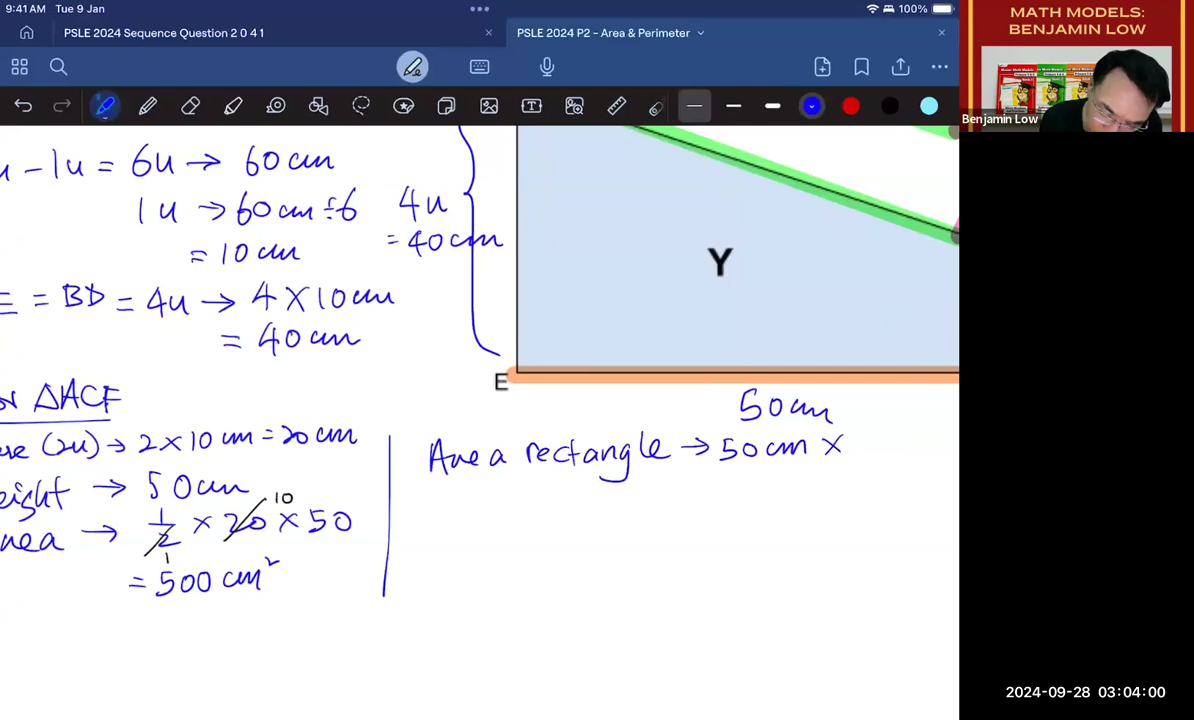 9:41 AM Tue 9 Jan
100%
PSLE 2024 Sequence Question 2 0 4 1
PSLE 2024 P2 - Area & Perimeter
MATH MODELS:
BENJAMIN LOW
Benjamin Low
u - 1u = 6u → 60 cm
1u → 60 cm ÷ 6
= 10 cm
4u
= 40 cm
E = BD = 4u → 4 × 10 cm
= 40 cm
Y
E
50 cm
ΔACF
(2u) → 2 × 10 cm = 20 cm
→ 50 cm
→ 1/2 × 20 × 50
10
1
= 500 cm²
Area rectangle → 50 cm ×
2024-09-28 03:04:00